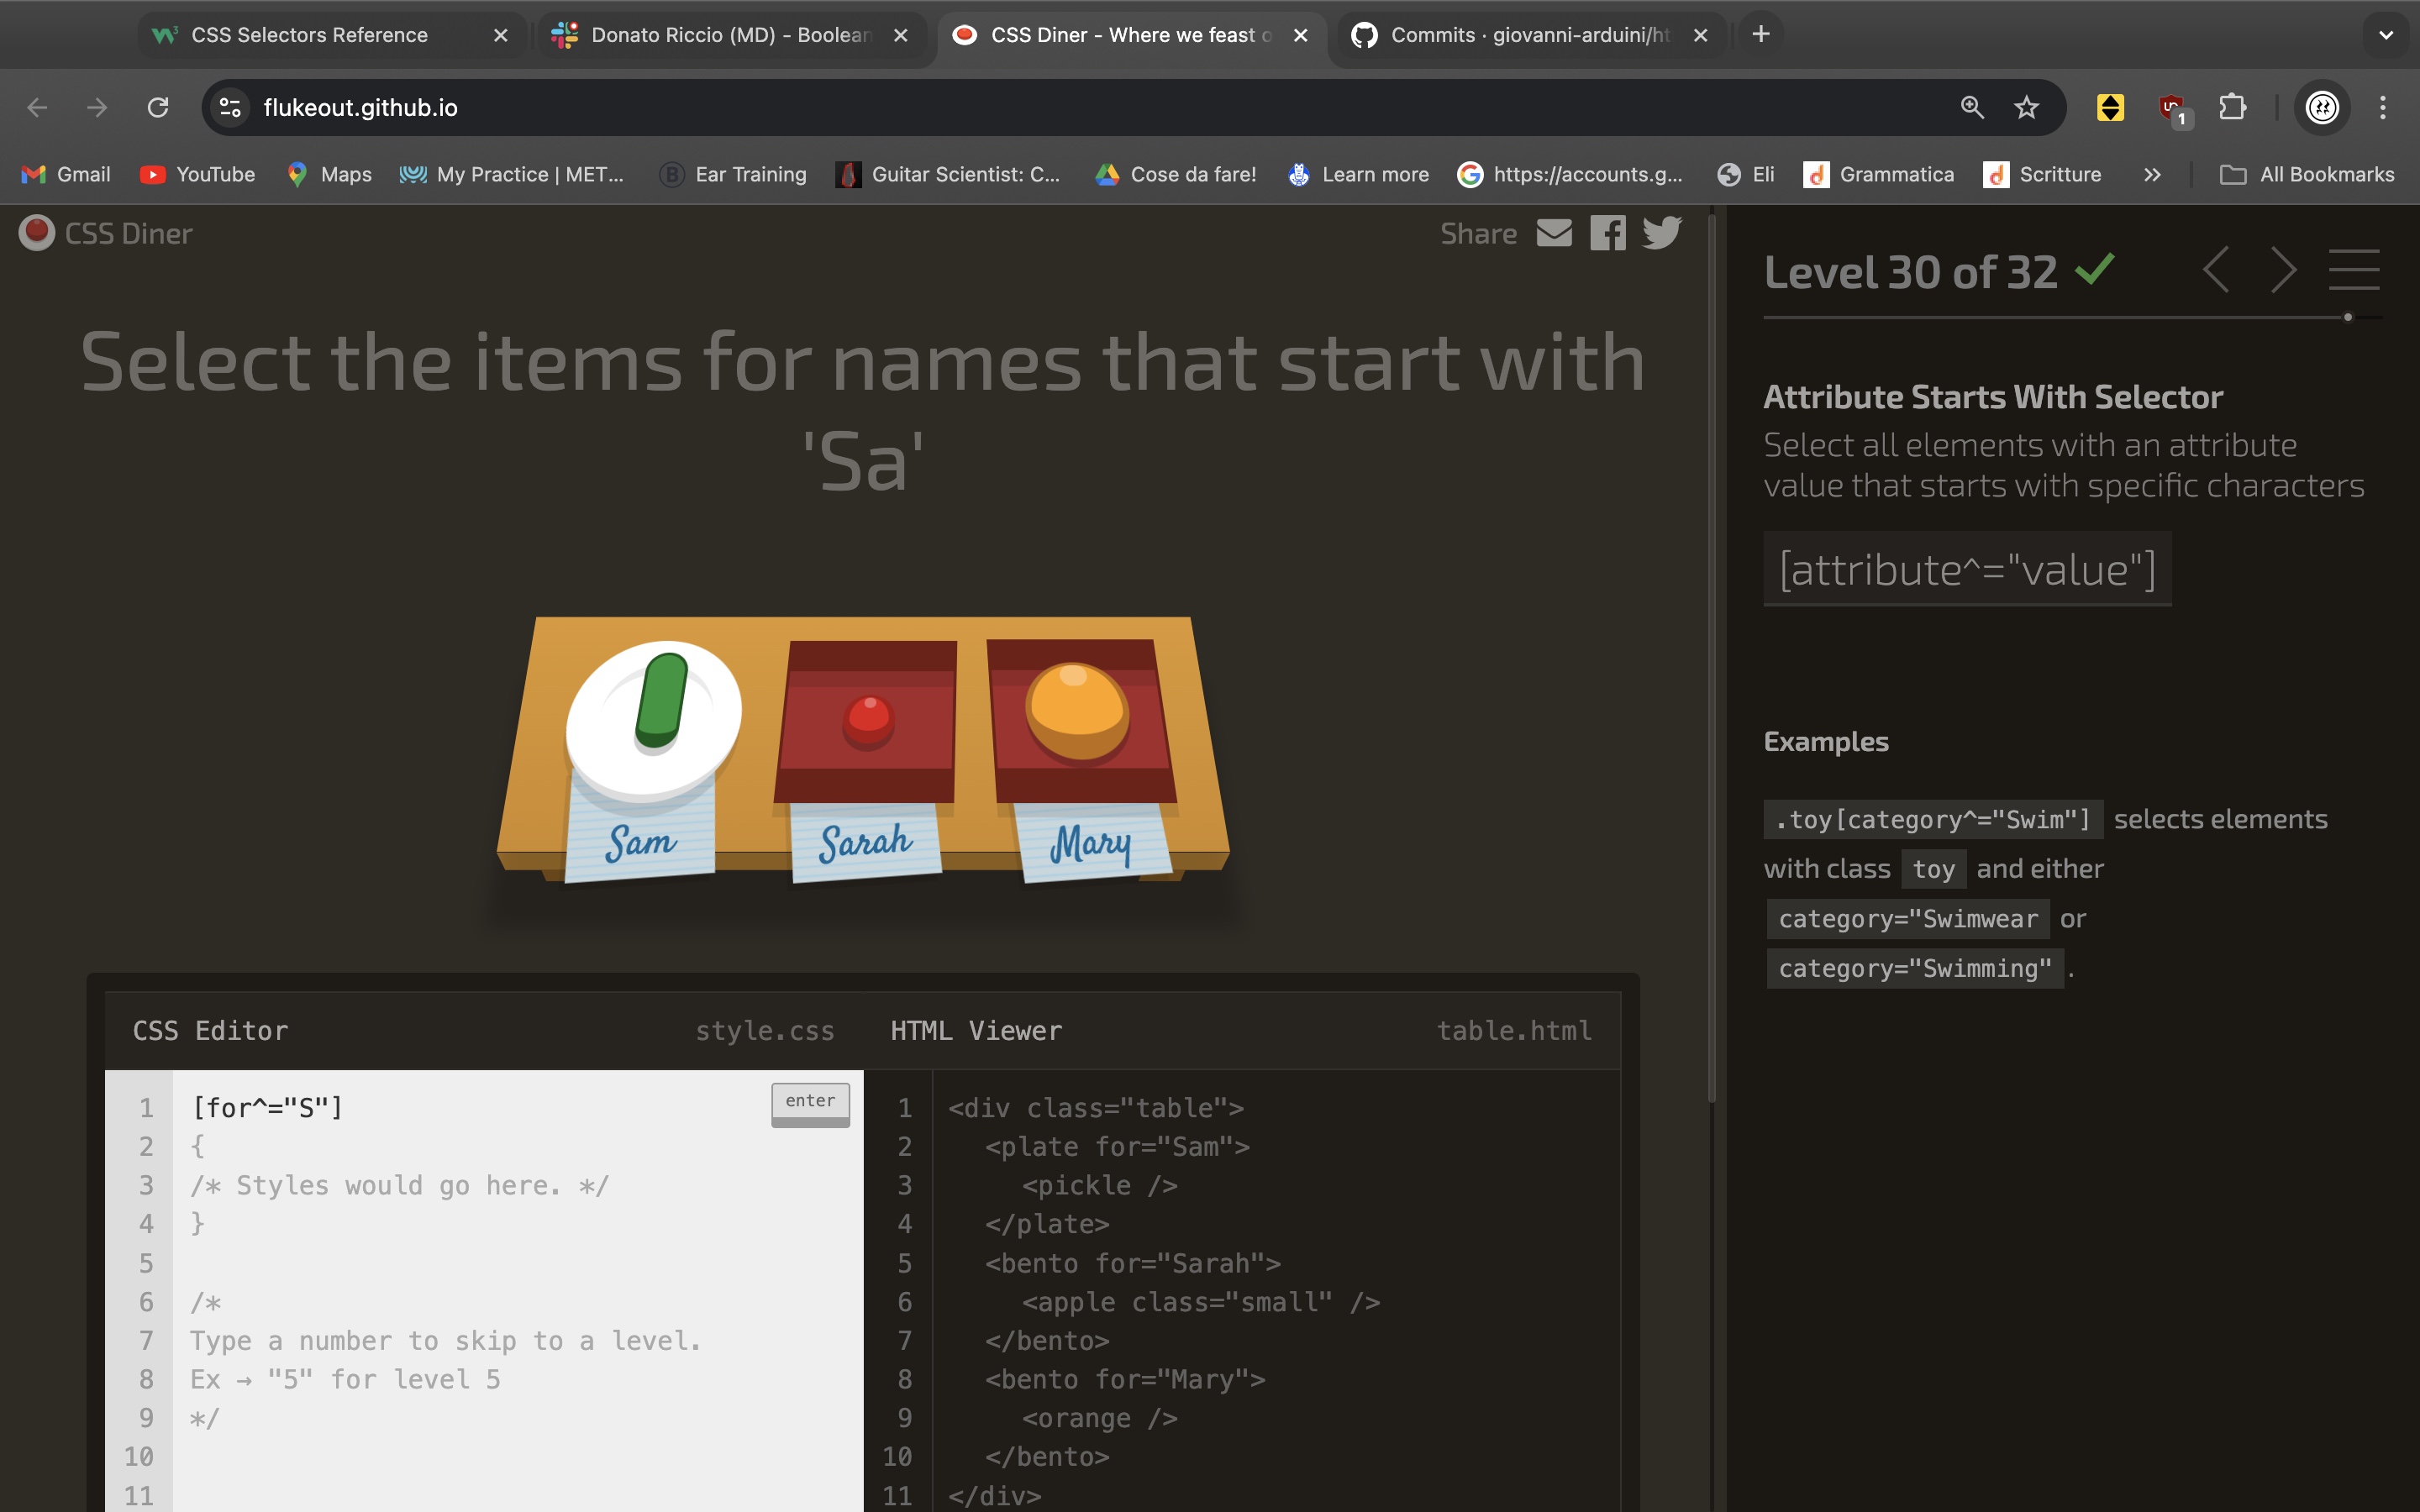 CSS Selectors Reference
Donato Riccio (MD) - Boolean
CSS Diner - Where we feast o
Commits · giovanni-arduini/ht
flukeout.github.io
1
Gmail
YouTube
Maps
My Practice | MET...
Ear Training
Guitar Scientist: C...
Cose da fare!
Learn more
https://accounts.g...
Eli
Grammatica
Scritture
All Bookmarks
CSS Diner
Share
Select the items for names that start with
'Sa'
Sam
Sarah
Mary
CSS Editor
style.css
1 [for^="S"]
enter
2 {
3 /* Styles would go here. */
4 }
5
6 /*
7 Type a number to skip to a level.
8 Ex → "5" for level 5
9 */
10
11
HTML Viewer
table.html
1 <div class="table">
2 <plate for="Sam">
3 <pickle />
4 </plate>
5 <bento for="Sarah">
6 <apple class="small" />
7 </bento>
8 <bento for="Mary">
9 <orange />
10 </bento>
11 </div>
Level 30 of 32
Attribute Starts With Selector
Select all elements with an attribute
value that starts with specific characters
[attribute^="value"]
Examples
.toy[category^="Swim"] selects elements
with class toy and either
category="Swimwear or
category="Swimming" .